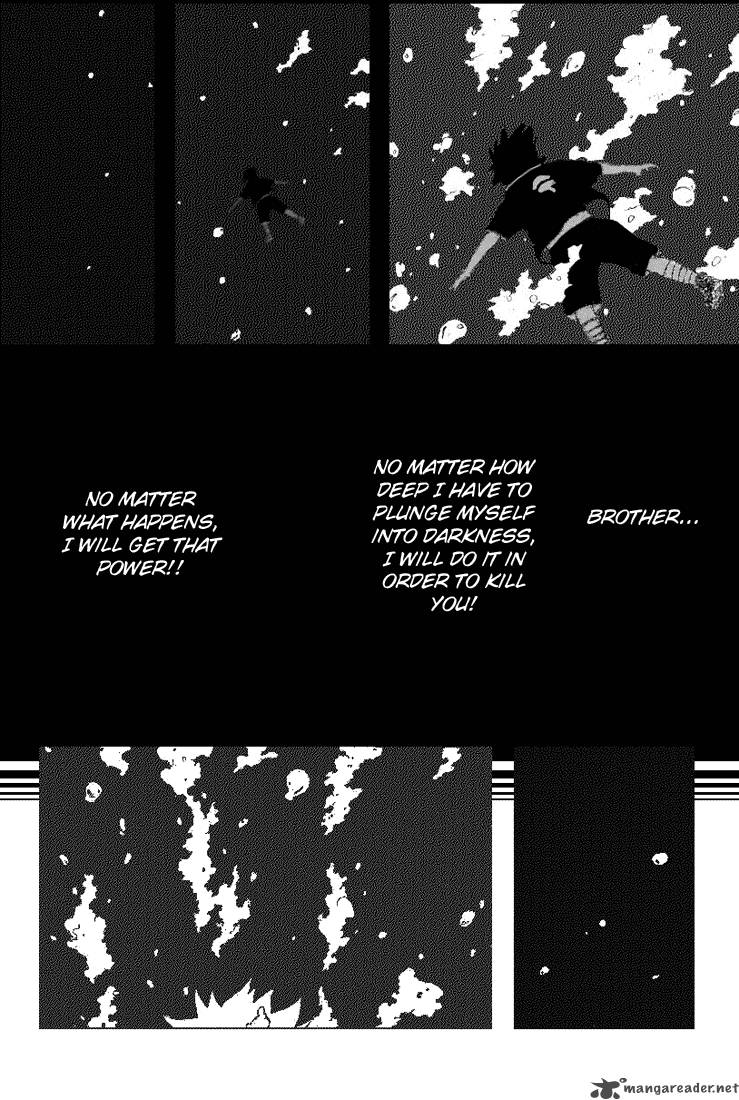 BROTHER...
NO MATTER HOW
DEEP I HAVE TO
PLUNGE MYSELF
INTO DARKNESS,
I WILL DO IT IN
ORDER TO KILL
YOU!
NO MATTER
WHAT HAPPENS,
I WILL GET THAT
POWER!!
mangareader.net